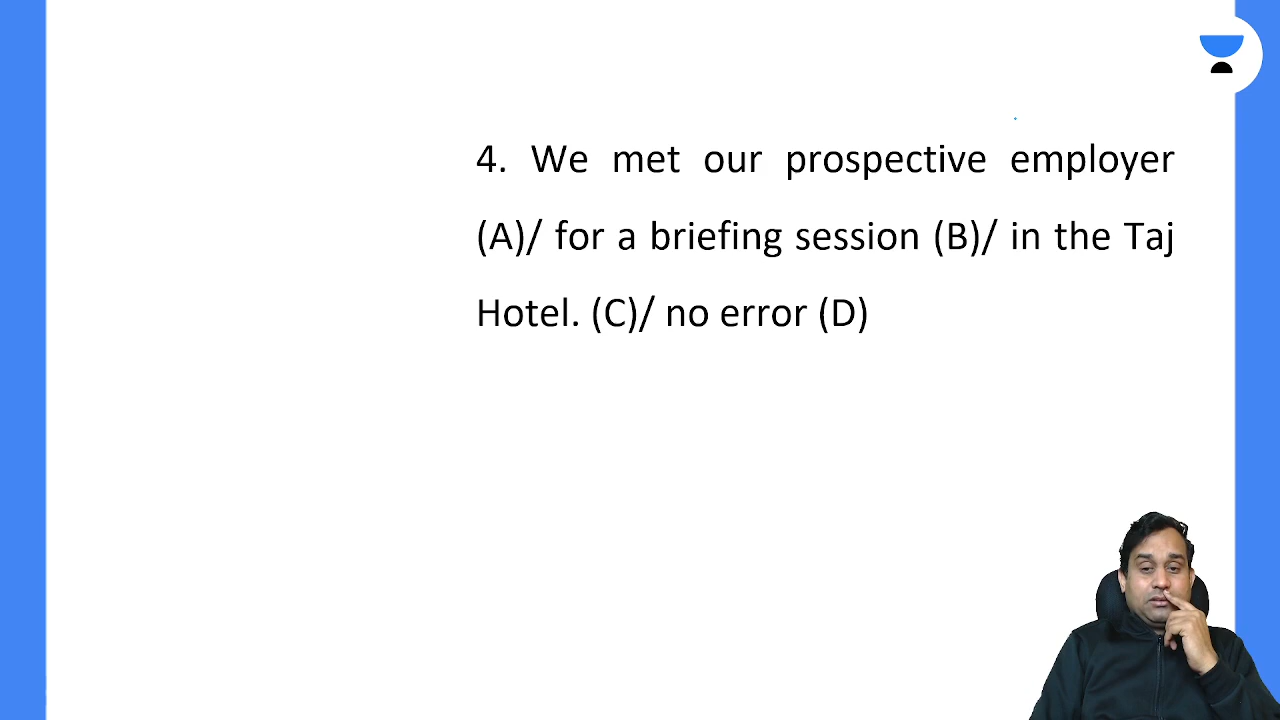 4. We met our prospective employer
(A)/ for a briefing session (B)/ in the Taj
Hotel. (C)/ no error (D)